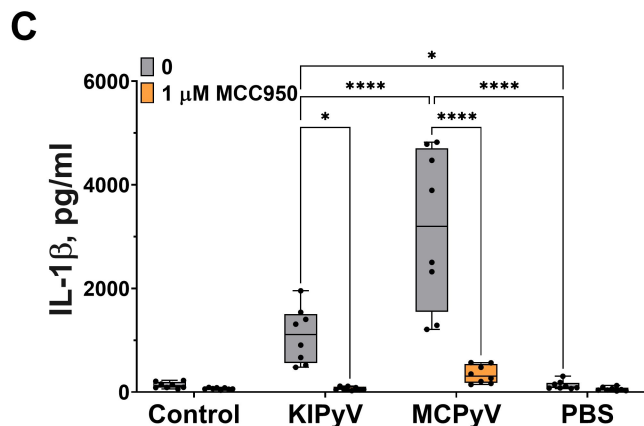 C
0
1 μM MCC950
*
****
****
*
****
6000
4000
2000
0
IL-1β, pg/ml
Control
KIPyV
MCPyV
PBS